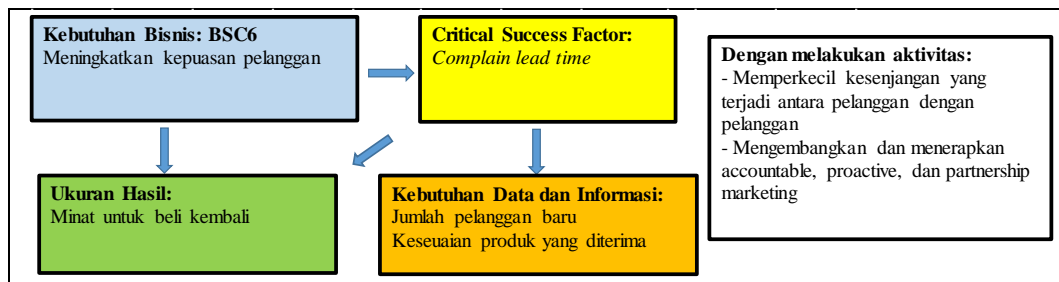 Kebutuhan Bisnis: BSC6
Meningkatkan kepuasan pelanggan
Critical Success Factor:
Complain lead time
Dengan melakukan aktivitas:
- Memperkecil kesenjangan yang
terjadi antara pelanggan dengan
pelanggan
- Mengembangkan dan menerapkan
accountable, proactive, dan partnership
marketing
Ukuran Hasil:
Minat untuk beli kembali
Kebutuhan Data dan Informasi:
Jumlah pelanggan baru
Keseuaian produk yang diterima